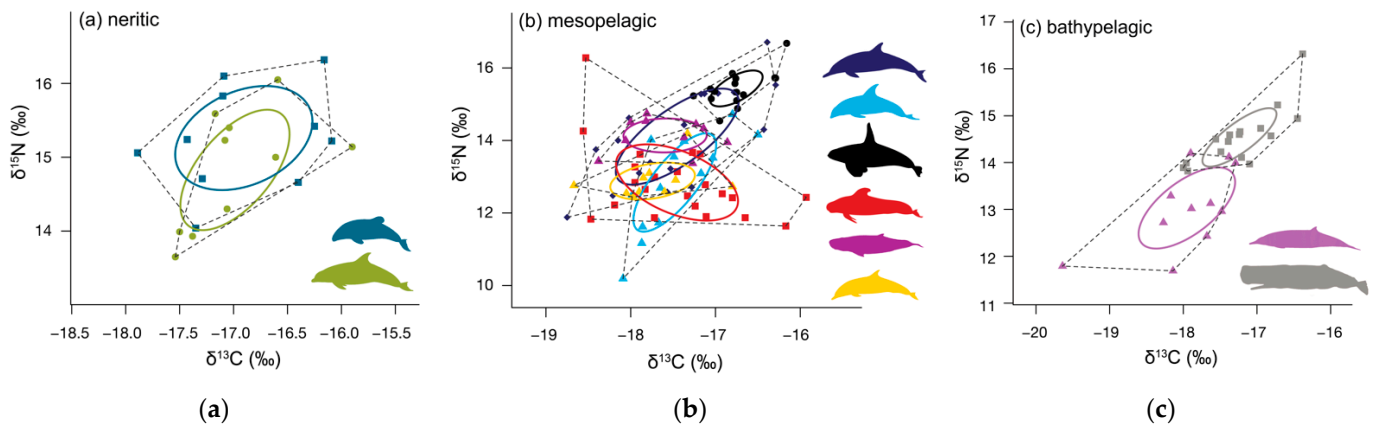 (a) neritic
16
15
14
δ15N (‰)
−18.5
−17.5
−17.0
−16.5
−16.0
−15.5
−18.0
δ13C (‰)
(a)
(b) mesopelagic
16
14
12
10
δ15N (‰)
−19
−18
−17
−16
δ13C (‰)
(b)
(c) bathypelagic
17
16
15
14
13
12
11
δ15N (‰)
−20
−19
−18
−17
−16
δ13C (‰)
(c)